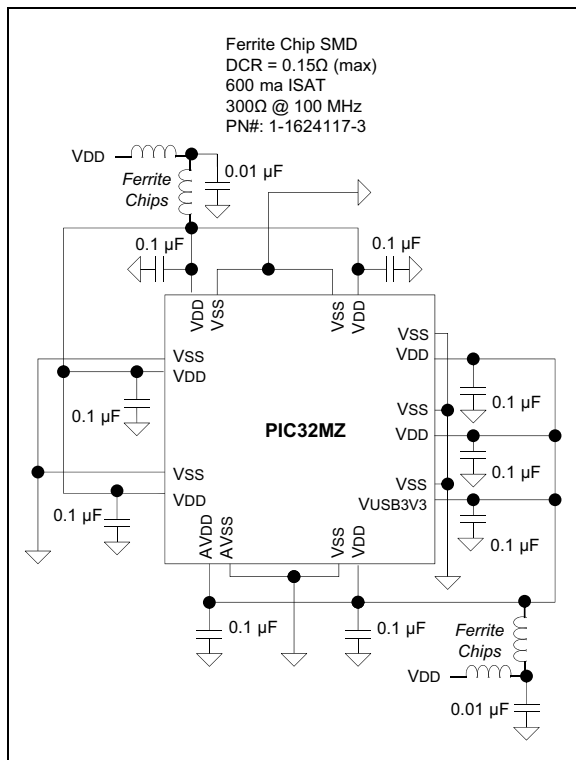 Ferrite Chip SMD
DCR = 0.15Ω (max)
600 ma ISAT
300Ω @ 100 MHz
PN#: 1-1624117-3
VDD
0.01 µF
Ferrite
Chips
0.1 µF
0.1 µF
VDD
VSS
VSS
VDD
VSS
VDD
VSS
VDD
0.1 µF
0.1 µF
PIC32MZ
VSS
VDD
0.1 µF
VSS
VDD
0.1 µF
VSS
VUSB3V3
0.1 µF
AVDD
AVSS
VSS
VDD
0.1 µF
0.1 µF
Ferrite
Chips
VDD
0.01 µF